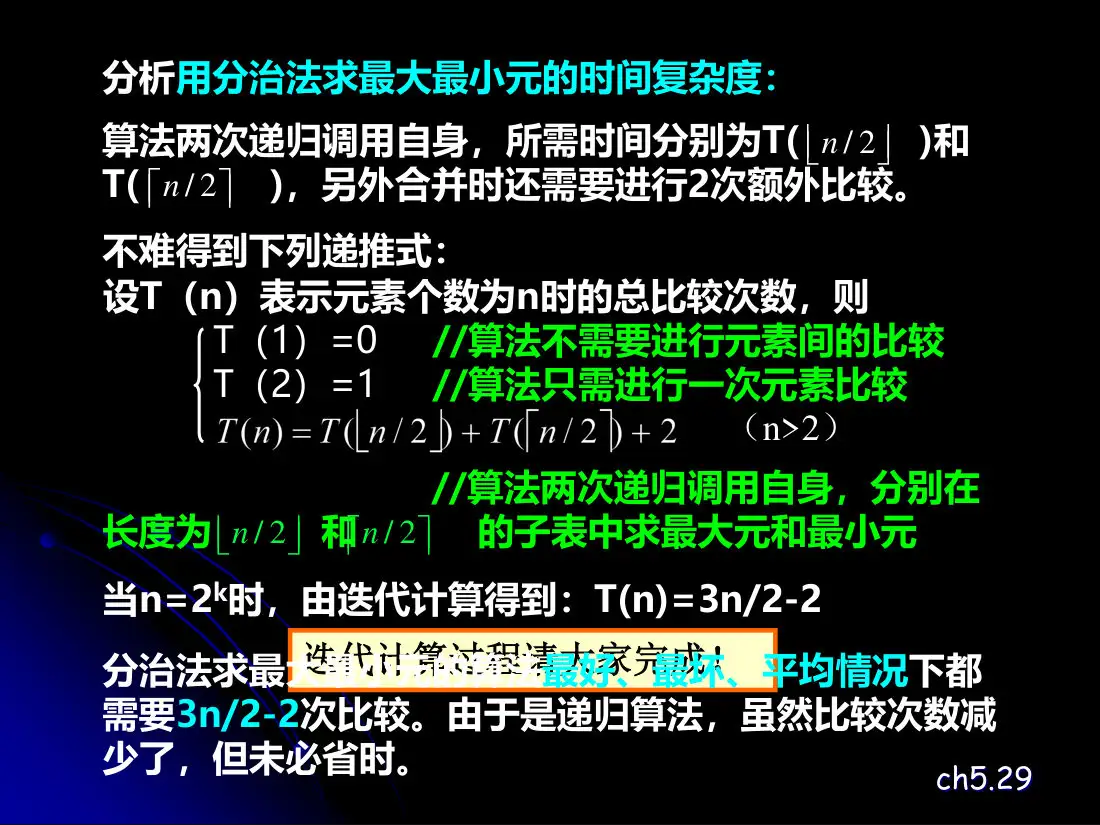 分析用分治法求最大最小元的时间复杂度：
算法两次递归调用自身，所需时间分别为T(⌊n/2⌋)和
T(⌈n/2⌉)，另外合并时还需要进行2次额外比较。
不难得到下列递推式：
设T（n）表示元素个数为n时的总比较次数，则
T（1）=0 //算法不需要进行元素间的比较
T（2）=1 //算法只需进行一次元素比较
T(n)=T(⌊n/2⌋)+T(⌈n/2⌉)+2 （n>2）
//算法两次递归调用自身，分别在
长度为⌊n/2⌋和⌈n/2⌉的子表中求最大元和最小元
当n=2ᵏ时，由迭代计算得到：T(n)=3n/2-2
迭代计算过程请大家完成！
分治法求最大最小元的算法最好、最坏、平均情况下都
需要3n/2-2次比较。由于是递归算法，虽然比较次数减
少了，但未必省时。
ch5.29